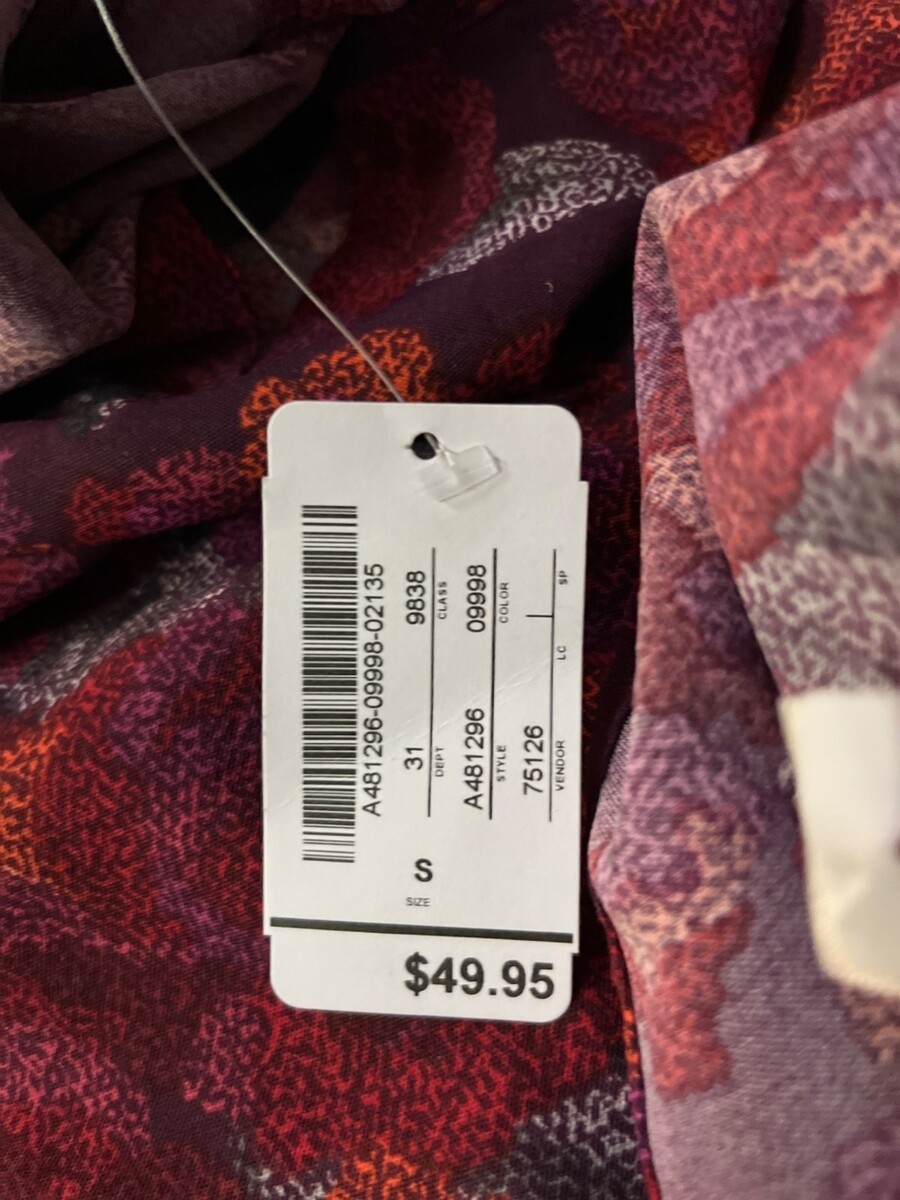 A481296-09998-02135
31 9838
DEPT CLASS
A481296 09998
STYLE COLOR
75126
VENDOR LC SP
S
SIZE
$49.95